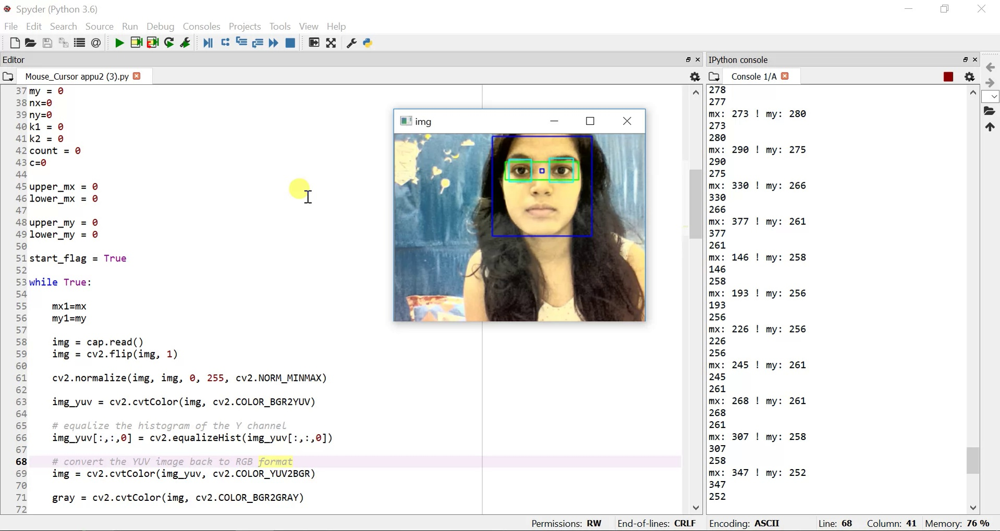 Spyder (Python 3.6)
File Edit Search Source Run Debug Consoles Projects Tools View Help
Editor
Mouse_Cursor appu2 (3).py
37 my = 0
38 nx=0
39 ny=0
40 k1 = 0
41 k2 = 0
42 count = 0
43 c=0
44
45 upper_mx = 0
46 lower_mx = 0
47
48 upper_my = 0
49 lower_my = 0
50
51 start_flag = True
52
53 while True:
54
55 mx1=mx
56 my1=my
57
58 img = cap.read()
59 img = cv2.flip(img, 1)
60
61 cv2.normalize(img, img, 0, 255, cv2.NORM_MINMAX)
62
63 img_yuv = cv2.cvtColor(img, cv2.COLOR_BGR2YUV)
64
65 # equalize the histogram of the Y channel
66 img_yuv[:,:,0] = cv2.equalizeHist(img_yuv[:,:,0])
67
68 # convert the YUV image back to RGB format
69 img = cv2.cvtColor(img_yuv, cv2.COLOR_YUV2BGR)
70
71 gray = cv2.cvtColor(img, cv2.COLOR_BGR2GRAY)
72
img
IPython console
Console 1/A
278
277
mx: 273 ! my: 280
273
280
mx: 290 ! my: 275
290
275
mx: 330 ! my: 266
330
266
mx: 377 ! my: 261
377
261
mx: 146 ! my: 258
146
258
mx: 193 ! my: 256
193
256
mx: 226 ! my: 256
226
256
mx: 245 ! my: 261
245
261
mx: 268 ! my: 261
268
261
mx: 307 ! my: 258
307
258
mx: 347 ! my: 252
347
252
Permissions: RW End-of-lines: CRLF Encoding: ASCII Line: 68 Column: 41 Memory: 76 %